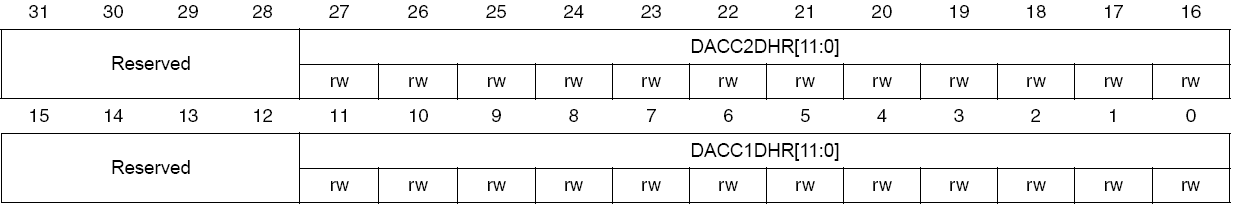 31 30 29 28 27 26 25 24 23 22 21 20 19 18 17 16
Reserved DACC2DHR[11:0]
rw rw rw rw rw rw rw rw rw rw rw rw
15 14 13 12 11 10 9 8 7 6 5 4 3 2 1 0
Reserved DACC1DHR[11:0]
rw rw rw rw rw rw rw rw rw rw rw rw